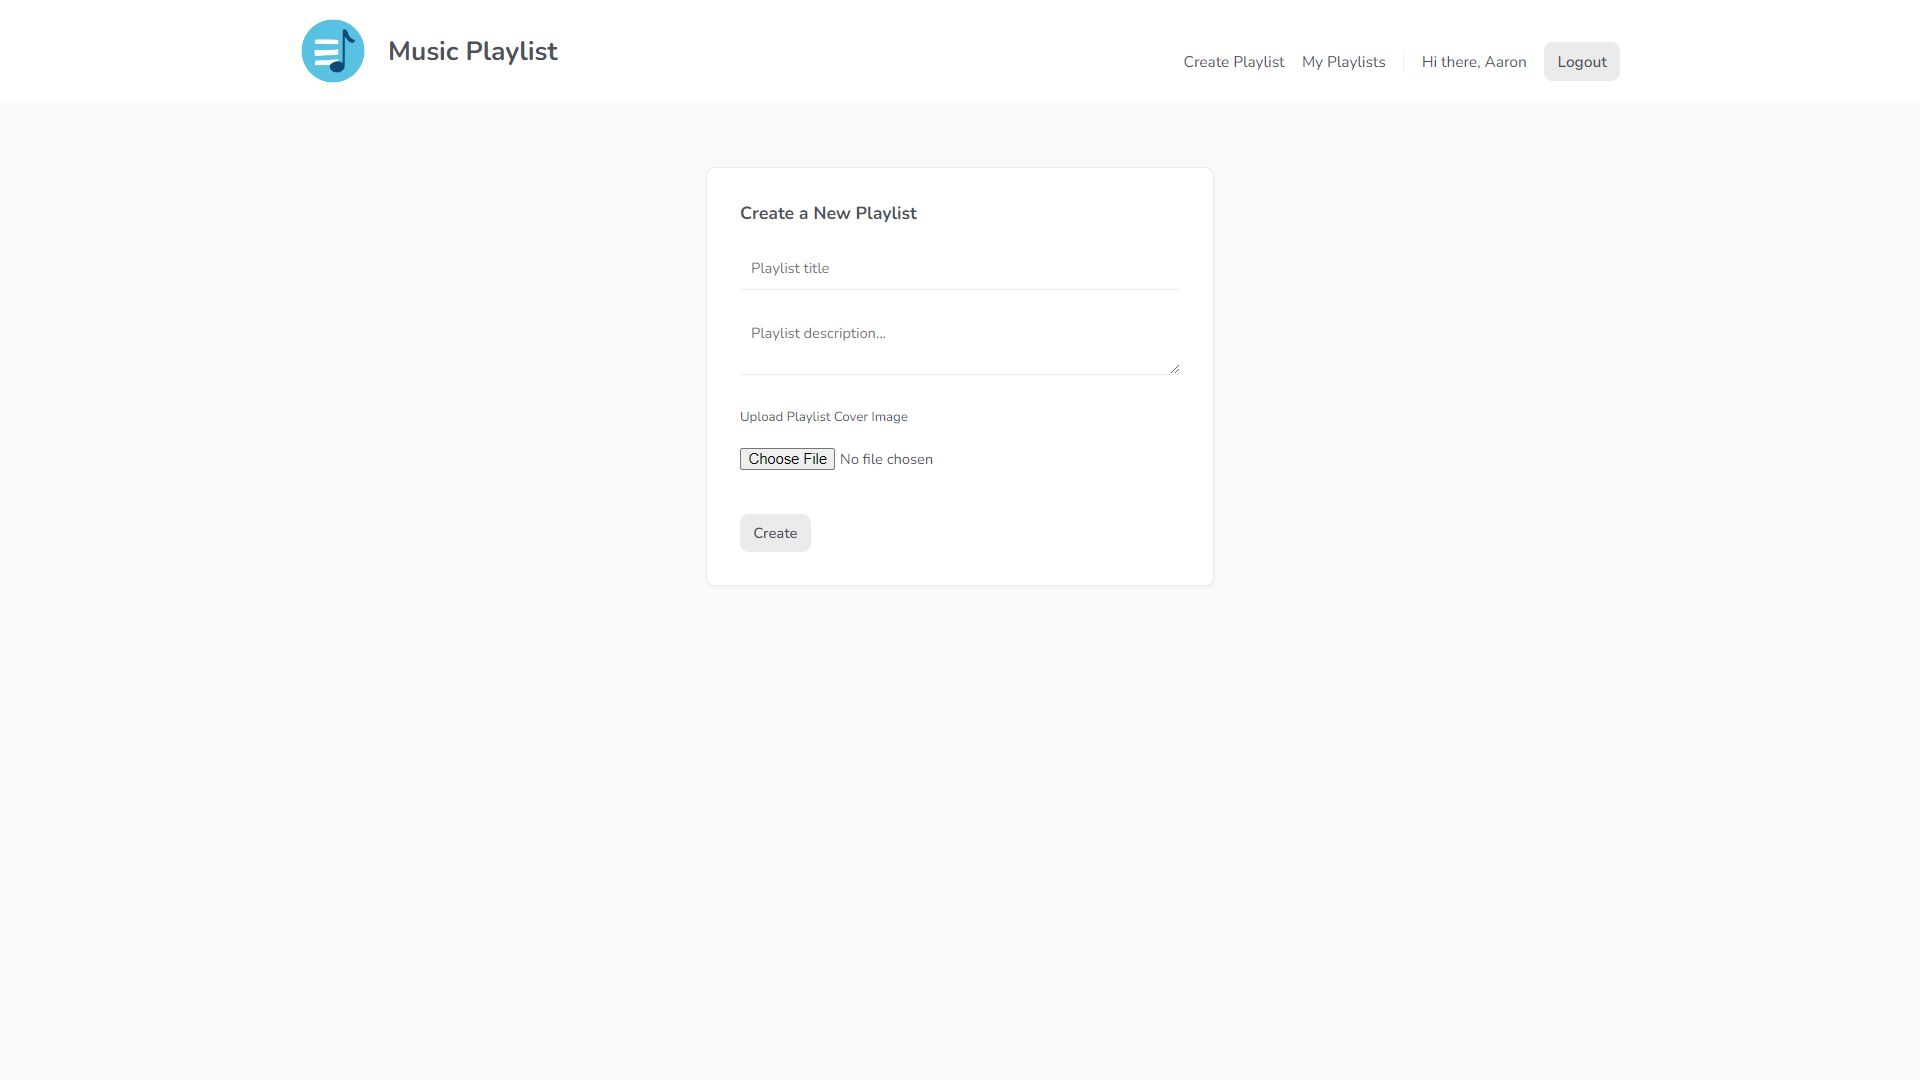 Music Playlist
Create Playlist My Playlists Hi there, Aaron Logout
Create a New Playlist
Playlist title
Playlist description...
Upload Playlist Cover Image
Choose File No file chosen
Create